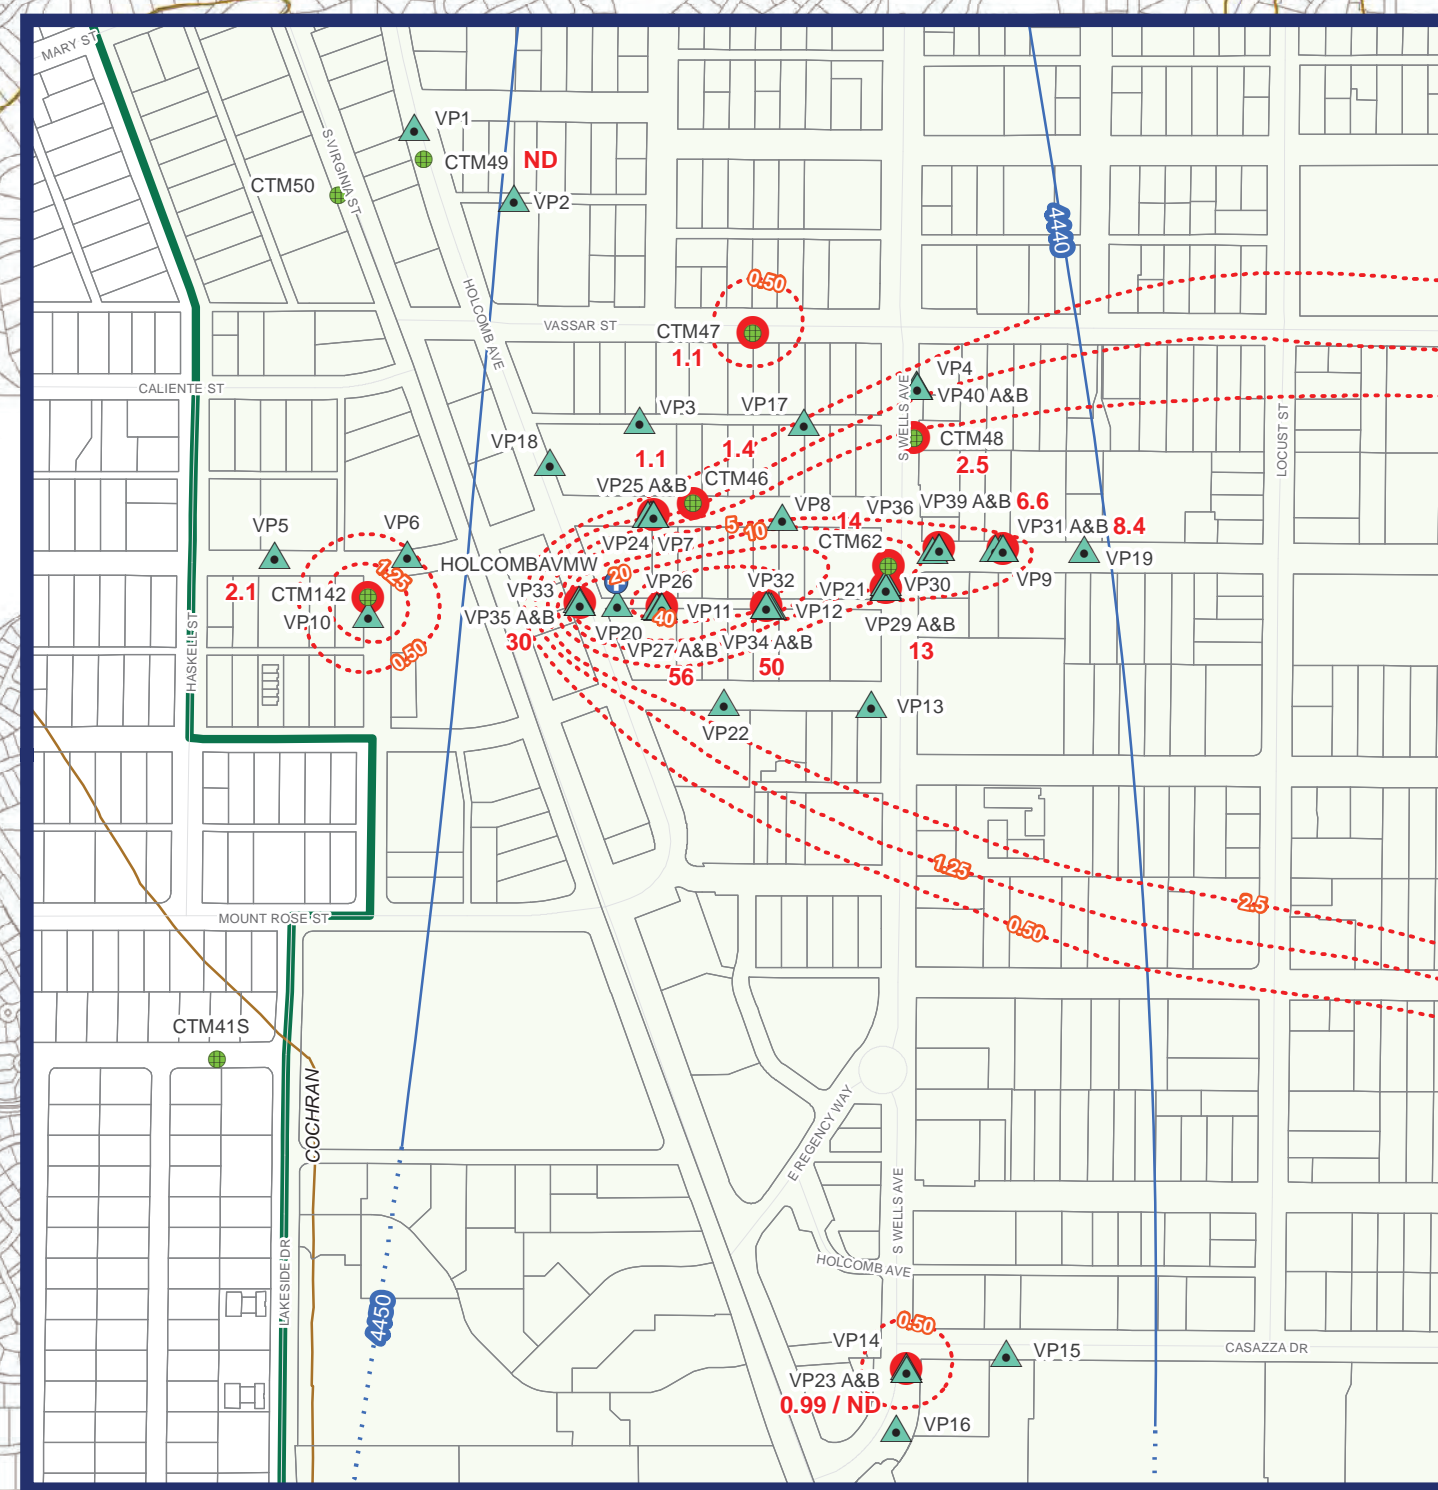 MARY ST
VP1
CTM49
ND
S VIRGINIA ST
CTM50
VP2
4440
0.50
HOLCOMB AVE
VASSAR ST
CTM47
1.1
CALIENTE ST
VP4
VP40 A&B
S WELLS AVE
VP3
VP17
LOCUST ST
CTM48
2.5
VP18
1.4
1.1
CTM46
VP25 A&B
VP8
VP36
VP39 A&B
6.6
5
10
14
VP31 A&B
8.4
VP5
VP6
VP24
VP7
CTM62
VP19
HOLCOMBAVMW
1.25
20
VP26
VP32
VP9
2.1
CTM142
VP33
VP21
VP30
VP10
VP35 A&B
VP20
40
VP11
VP12
VP29 A&B
30
VP27 A&B
VP34 A&B
13
0.50
56
50
HASKELL ST
VP13
VP22
1.25
2.5
0.50
MOUNT ROSE ST
CTM41S
COCHRAN
E REGENCY WAY
S WELLS AVE
LAKESIDE DR
HOLCOMB AVE
4450
0.50
VP14
VP15
CASAZZA DR
VP23 A&B
0.99 / ND
VP16